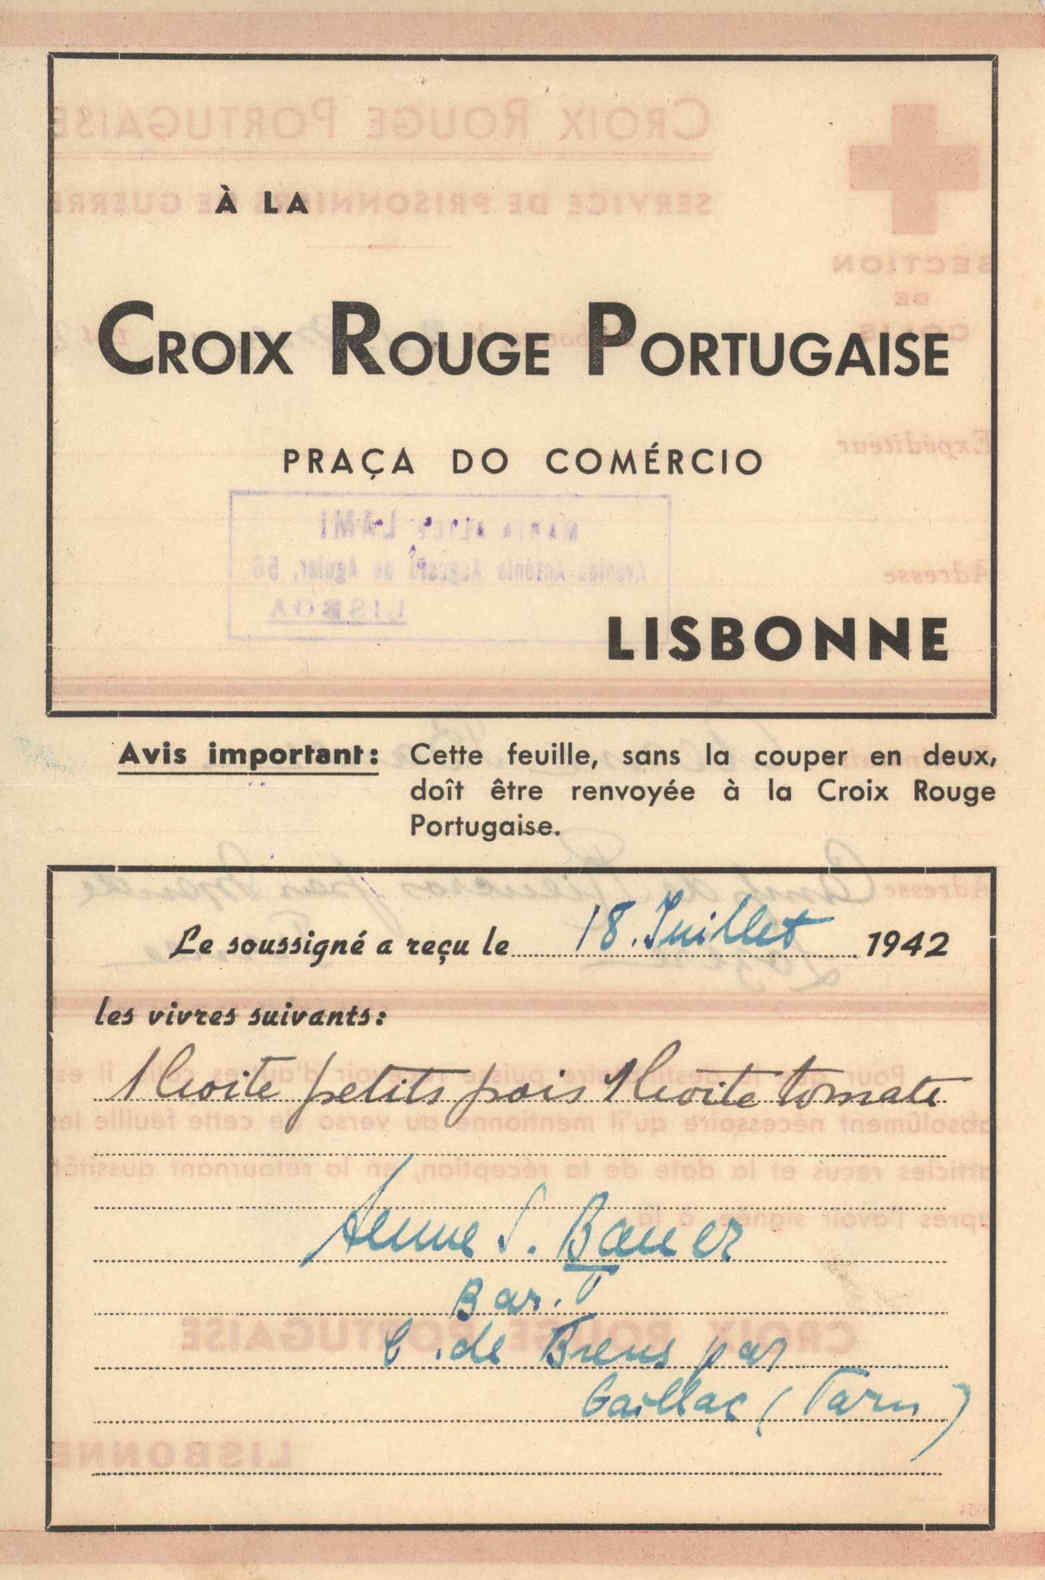 À LA
CROIX ROUGE PORTUGAISE
PRAÇA DO COMÉRCIO
LISBONNE
Avis important: Cette feuille, sans la couper en deux,
doît être renvoyée à la Croix Rouge
Portugaise.
Le soussigné a reçu le 18. Juillet 1942
les vivres suivants:
1 boite petits pois 1 boite tomate
S. Bauer
Bar.
C. de Brens par
Gaillac (Tarn)